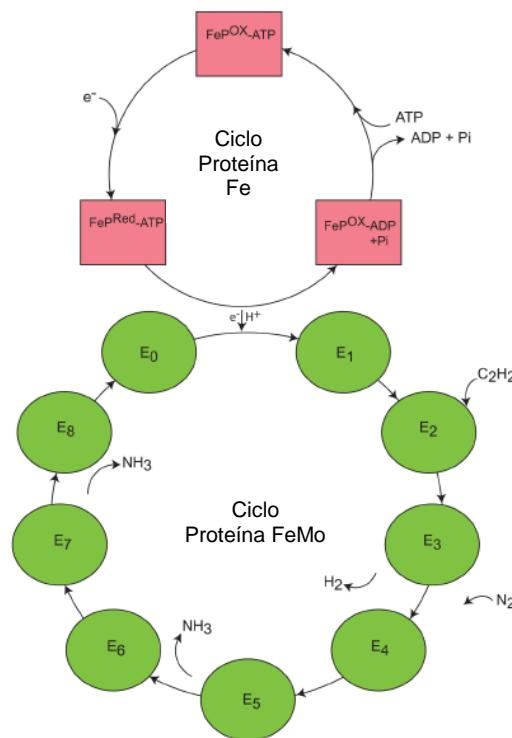 FeP^OX-ATP
e-
ATP
ADP + Pi
Ciclo
Proteína
Fe
FeP^Red-ATP
FeP^OX-ADP
+Pi
e- H+
E0
E1
C2H2
E2
E8
NH3
Ciclo
Proteína FeMo
E7
E3
H2
N2
NH3
E6
E4
E5